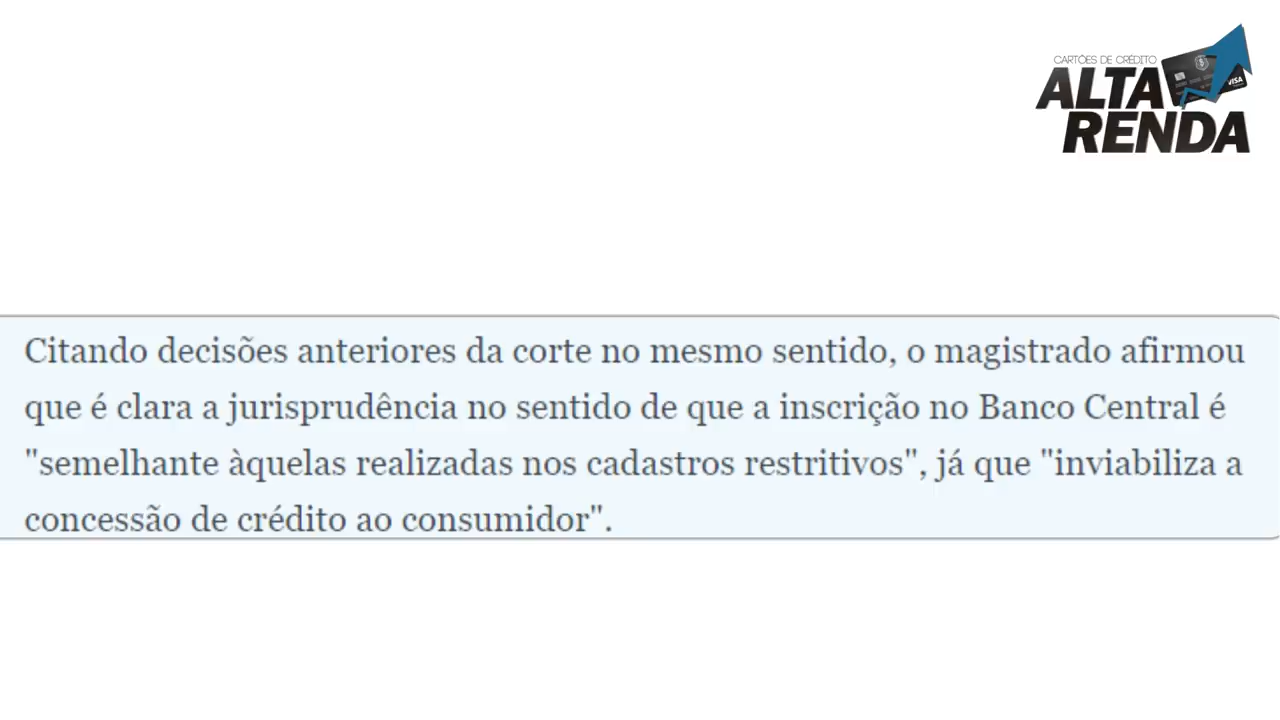 CARTÕES DE CRÉDITO
ALTA
RENDA
VISA
Citando decisões anteriores da corte no mesmo sentido, o magistrado afirmou
que é clara a jurisprudência no sentido de que a inscrição no Banco Central é
"semelhante àquelas realizadas nos cadastros restritivos", já que "inviabiliza a
concessão de crédito ao consumidor".